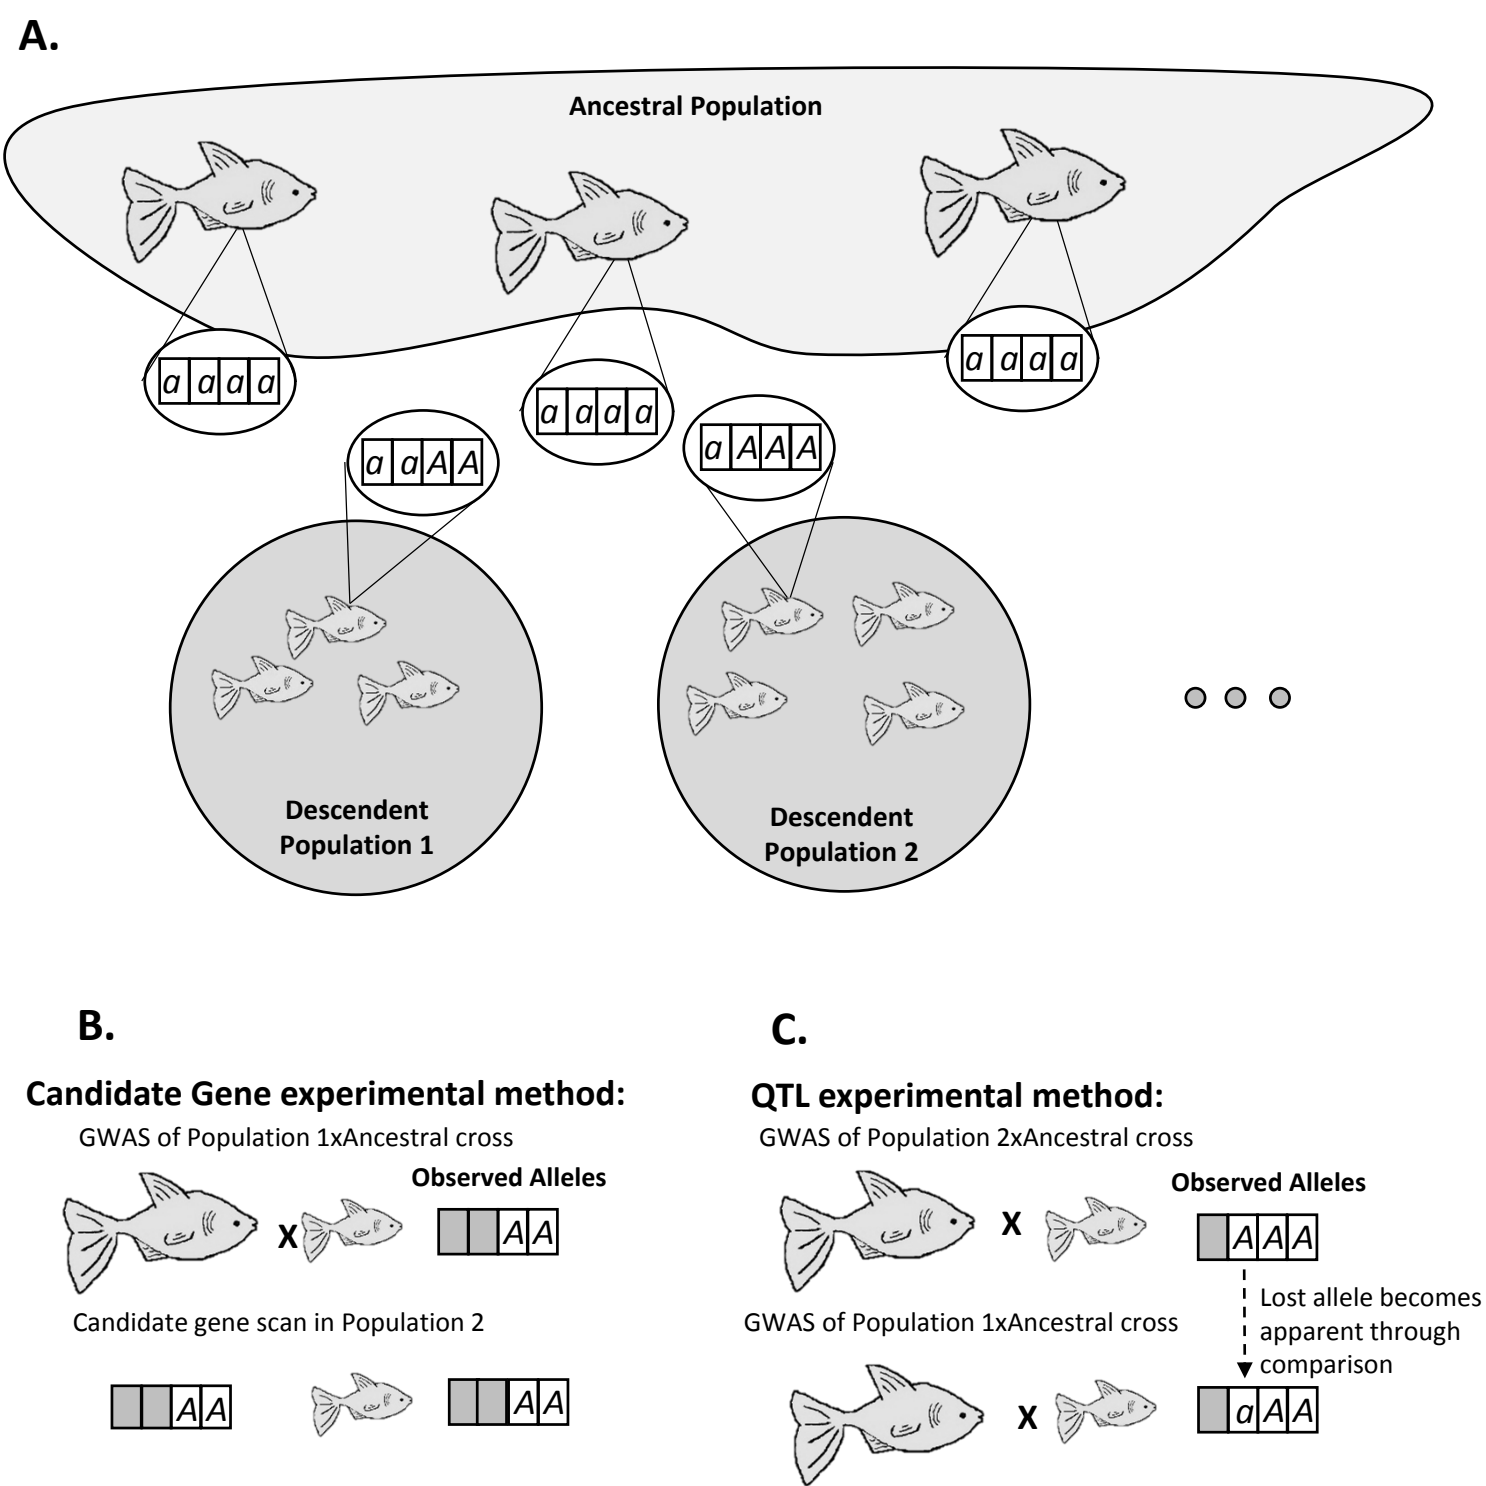 A.
Ancestral Population
a a a a
a a a a
a a a a
a a A A
a A A A
Descendent
Population 1
Descendent
Population 2
B.
Candidate Gene experimental method:
GWAS of Population 1xAncestral cross
Observed Alleles
X
A A
Candidate gene scan in Population 2
A A
A A
C.
QTL experimental method:
GWAS of Population 2xAncestral cross
Observed Alleles
X
A A A
Lost allele becomes
apparent through
comparison
GWAS of Population 1xAncestral cross
X
a A A